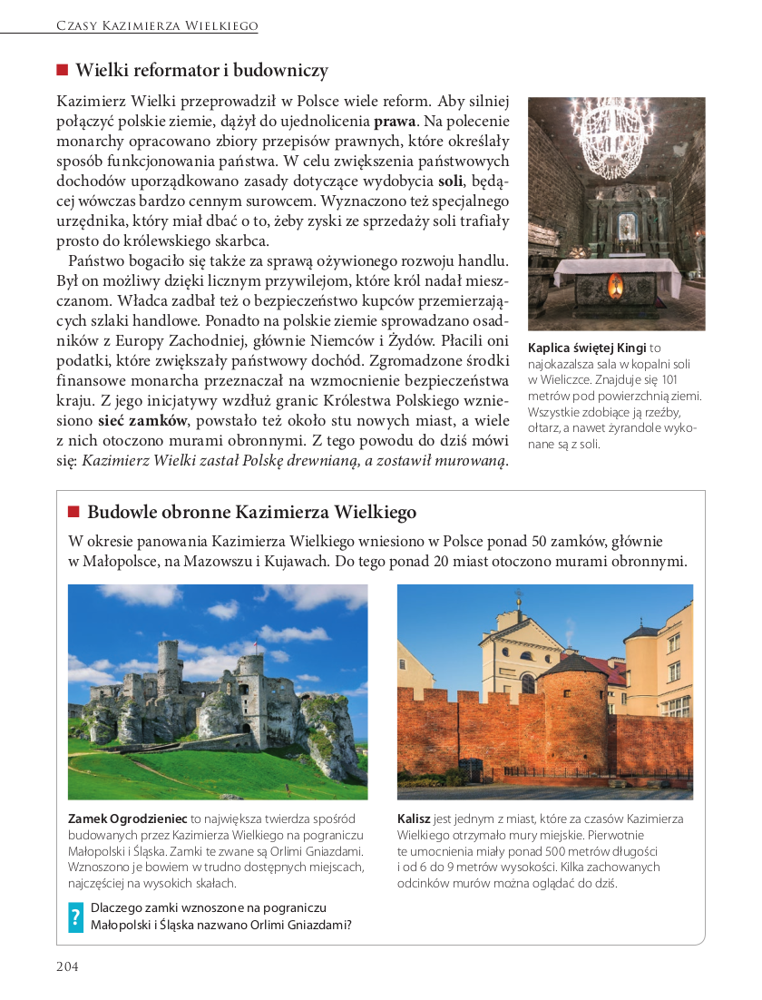 Czasy Kazimierza Wielkiego
Wielki reformator i budowniczy
Kazimierz Wielki przeprowadził w Polsce wiele reform. Aby silniej
połączyć polskie ziemie, dążył do ujednolicenia prawa. Na polecenie
monarchy opracowano zbiory przepisów prawnych, które określały
sposób funkcjonowania państwa. W celu zwiększenia państwowych
dochodów uporządkowano zasady dotyczące wydobycia soli, będą-
cej wówczas bardzo cennym surowcem. Wyznaczono też specjalnego
urzędnika, który miał dbać o to, żeby zyski ze sprzedaży soli trafiały
prosto do królewskiego skarbca.
Państwo bogaciło się także za sprawą ożywionego rozwoju handlu.
Był on możliwy dzięki licznym przywilejom, które król nadał miesz-
czanom. Władca zadbał też o bezpieczeństwo kupców przemierzają-
cych szlaki handlowe. Ponadto na polskie ziemie sprowadzano osad-
ników z Europy Zachodniej, głównie Niemców i Żydów. Płacili oni
podatki, które zwiększały państwowy dochód. Zgromadzone środki
finansowe monarcha przeznaczał na wzmocnienie bezpieczeństwa
kraju. Z jego inicjatywy wzdłuż granic Królestwa Polskiego wznie-
siono sieć zamków, powstało też około stu nowych miast, a wiele
z nich otoczono murami obronnymi. Z tego powodu do dziś mówi
się: Kazimierz Wielki zastał Polskę drewnianą, a zostawił murowaną.
Kaplica świętej Kingi to
najokazalsza sala w kopalni soli
w Wieliczce. Znajduje się 101
metrów pod powierzchnią ziemi.
Wszystkie zdobiące ją rzeźby,
ołtarz, a nawet żyrandole wyko-
nane są z soli.
Budowle obronne Kazimierza Wielkiego
W okresie panowania Kazimierza Wielkiego wniesiono w Polsce ponad 50 zamków, głównie
w Małopolsce, na Mazowszu i Kujawach. Do tego ponad 20 miast otoczono murami obronnymi.
Zamek Ogrodzieniec to największa twierdza spośród
budowanych przez Kazimierza Wielkiego na pograniczu
Małopolski i Śląska. Zamki te zwane są Orlimi Gniazdami.
Wznoszono je bowiem w trudno dostępnych miejscach,
najczęściej na wysokich skałach.
? Dlaczego zamki wznoszone na pograniczu
Małopolski i Śląska nazwano Orlimi Gniazdami?
Kalisz jest jednym z miast, które za czasów Kazimierza
Wielkiego otrzymało mury miejskie. Pierwotnie
te umocnienia miały ponad 500 metrów długości
i od 6 do 9 metrów wysokości. Kilka zachowanych
odcinków murów można oglądać do dziś.
204